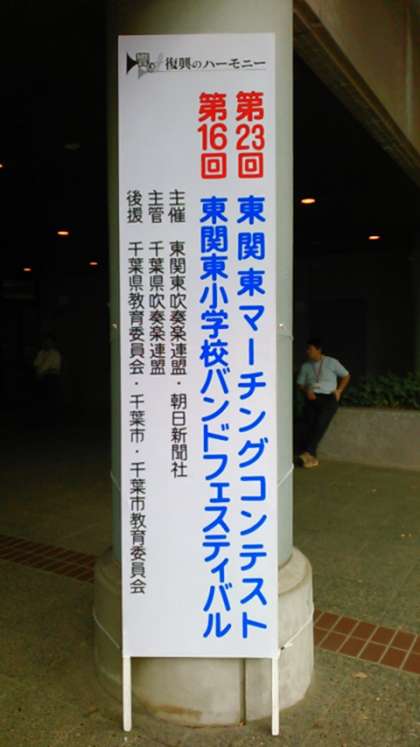 響け 復興のハーモニー
第23回 東関東マーチングコンテスト
第16回 東関東小学校バンドフェスティバル
主催 東関東吹奏楽連盟・朝日新聞社
主管 千葉県吹奏楽連盟
後援 千葉県教育委員会・千葉市・千葉市教育委員会